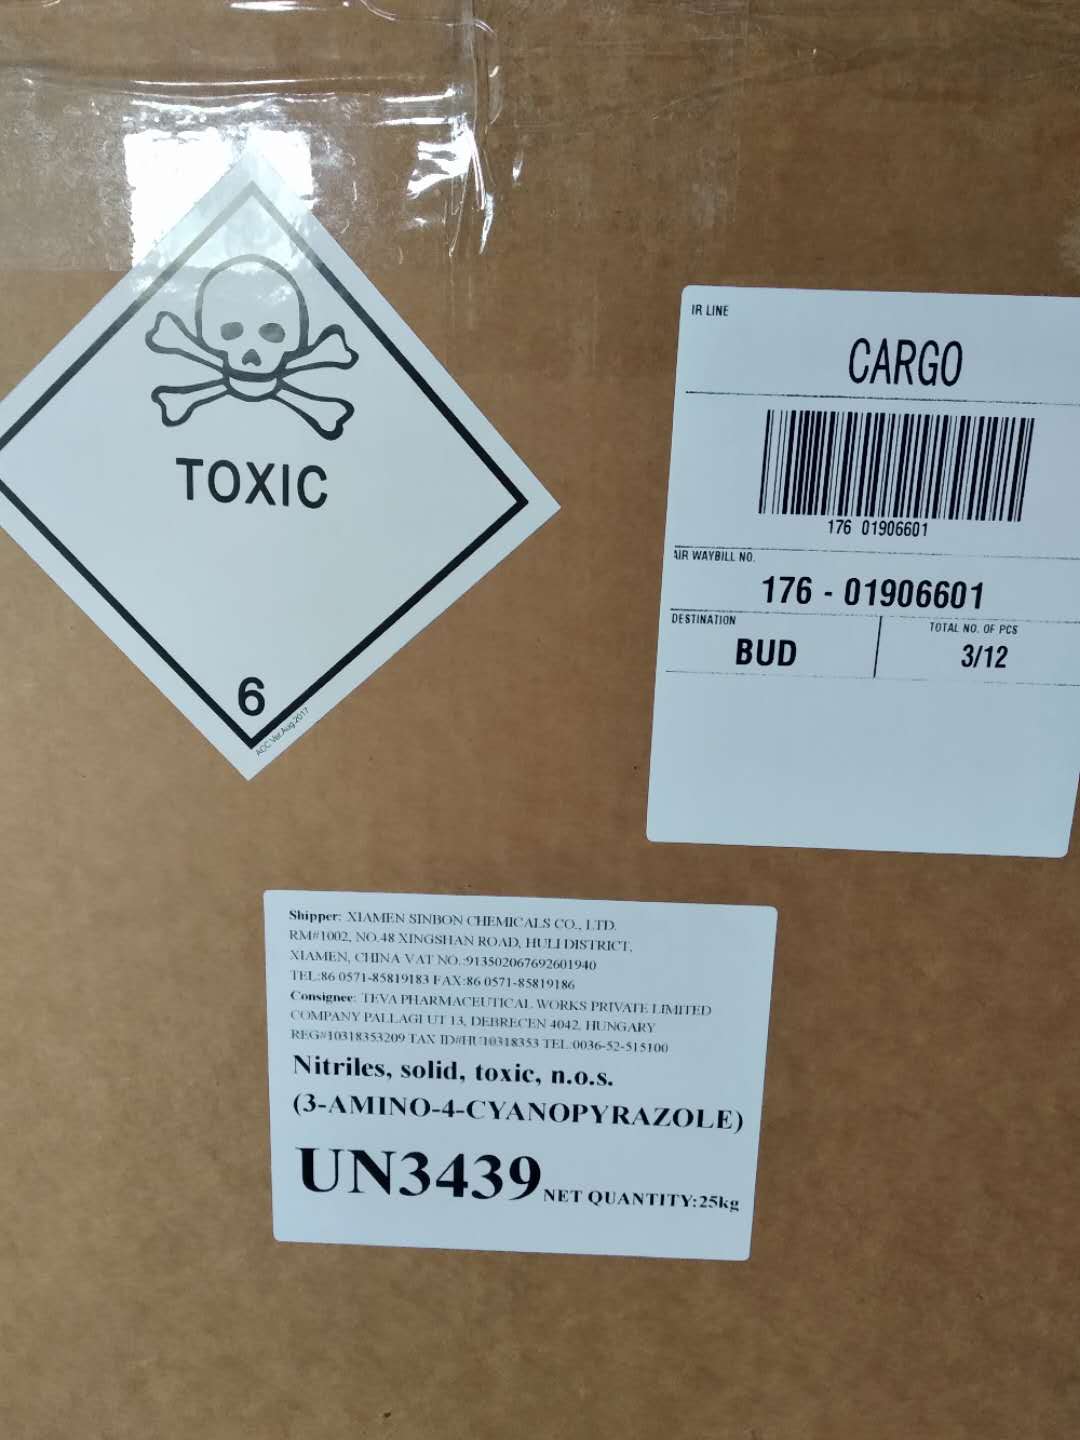 TOXIC
6
ACC Ver.Aug.2017
IR LINE
CARGO
176 01906601
AIR WAYBILL NO.
176 - 01906601
DESTINATION
BUD
TOTAL NO. OF PCS
3/12
Shipper: XIAMEN SINBON CHEMICALS CO., LTD.
RM#1002, NO.48 XINGSHAN ROAD, HULI DISTRICT,
XIAMEN, CHINA VAT NO.:913502067692601940
TEL:86 0571-85819183 FAX:86 0571-85819186
Consignee: TEVA PHARMACEUTICAL WORKS PRIVATE LIMITED
COMPANY PALLAGI UT 13, DEBRECEN 4042, HUNGARY
REG#10318353209 TAX ID#HU10318353 TEL:0036-52-515100
Nitriles, solid, toxic, n.o.s.
(3-AMINO-4-CYANOPYRAZOLE)
UN3439 NET QUANTITY:25kg